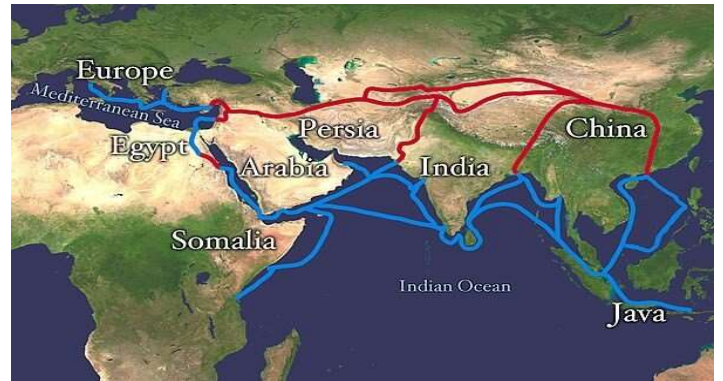 Europe
Mediterranean Sea
Egypt
Persia
China
Arabia
India
Somalia
Indian Ocean
Java